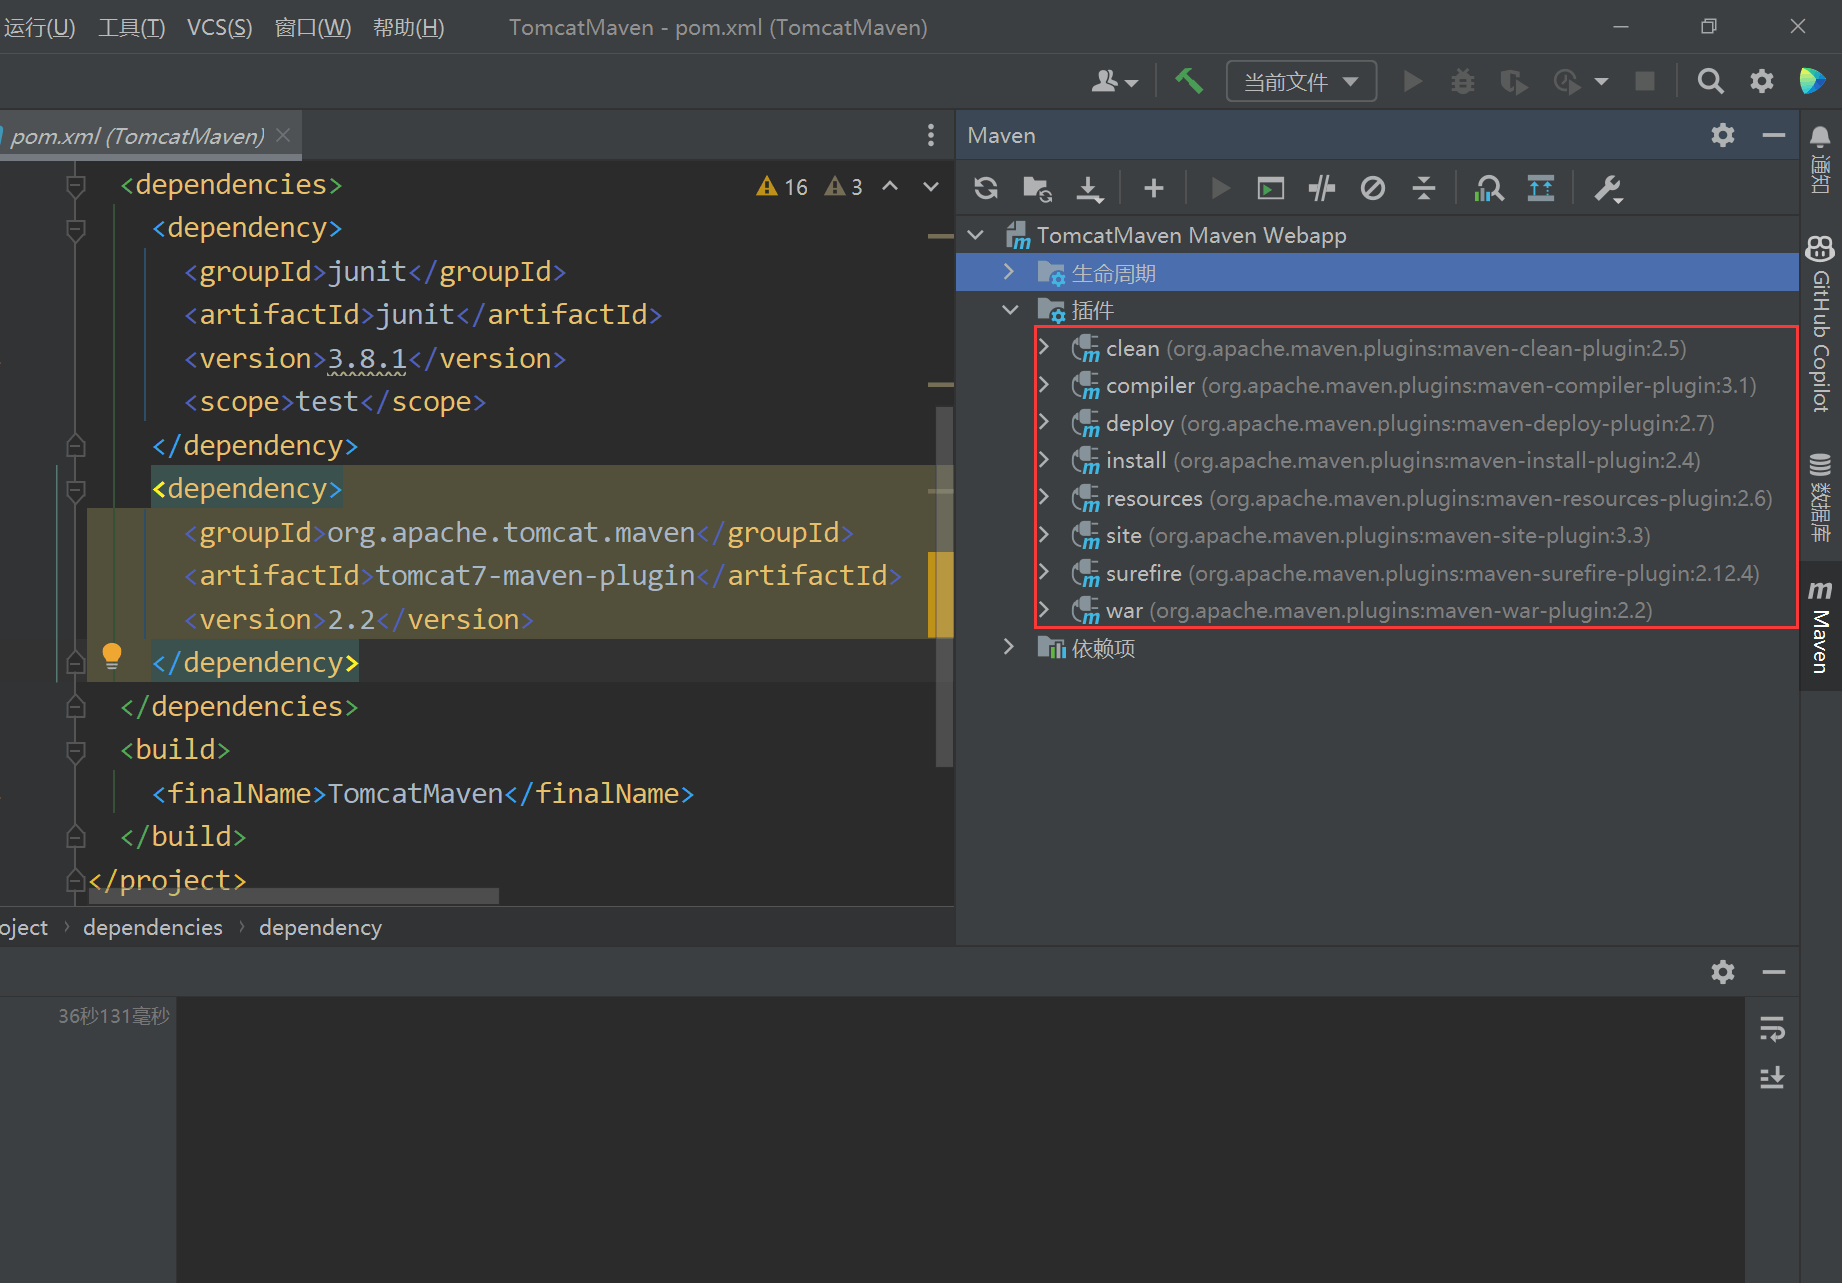 运行(U) 工具(T) VCS(S) 窗口(W) 帮助(H) TomcatMaven - pom.xml (TomcatMaven)
当前文件
pom.xml (TomcatMaven)
<dependencies>
16 3
<dependency>
<groupId>junit</groupId>
<artifactId>junit</artifactId>
<version>3.8.1</version>
<scope>test</scope>
</dependency>
<dependency>
<groupId>org.apache.tomcat.maven</groupId>
<artifactId>tomcat7-maven-plugin</artifactId>
<version>2.2</version>
</dependency>
</dependencies>
<build>
<finalName>TomcatMaven</finalName>
</build>
</project>
oject › dependencies › dependency
Maven
TomcatMaven Maven Webapp
生命周期
插件
clean (org.apache.maven.plugins:maven-clean-plugin:2.5)
compiler (org.apache.maven.plugins:maven-compiler-plugin:3.1)
deploy (org.apache.maven.plugins:maven-deploy-plugin:2.7)
install (org.apache.maven.plugins:maven-install-plugin:2.4)
resources (org.apache.maven.plugins:maven-resources-plugin:2.6)
site (org.apache.maven.plugins:maven-site-plugin:3.3)
surefire (org.apache.maven.plugins:maven-surefire-plugin:2.12.4)
war (org.apache.maven.plugins:maven-war-plugin:2.2)
依赖项
通知
GitHub Copilot
数据库
Maven
36秒131毫秒